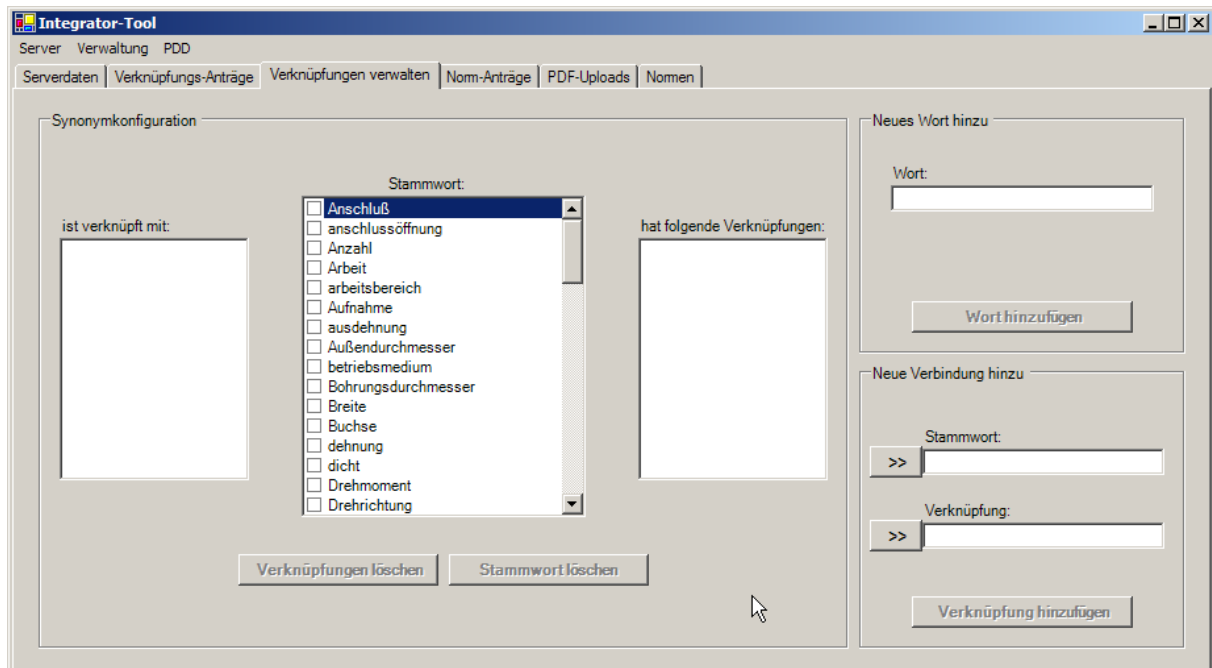 Integrator-Tool
Server Verwaltung PDD
Serverdaten Verknüpfungs-Anträge Verknüpfungen verwalten Norm-Anträge PDF-Uploads Normen
Synonymkonfiguration
Stammwort:
ist verknüpft mit:
Anschluß
anschlussöffnung
Anzahl
Arbeit
arbeitsbereich
Aufnahme
ausdehnung
Außendurchmesser
betriebsmedium
Bohrungsdurchmesser
Breite
Buchse
dehnung
dicht
Drehmoment
Drehrichtung
hat folgende Verknüpfungen:
Verknüpfungen löschen Stammwort löschen
Neues Wort hinzu
Wort:
Wort hinzufügen
Neue Verbindung hinzu
Stammwort:
>>
Verknüpfung:
>>
Verknüpfung hinzufügen